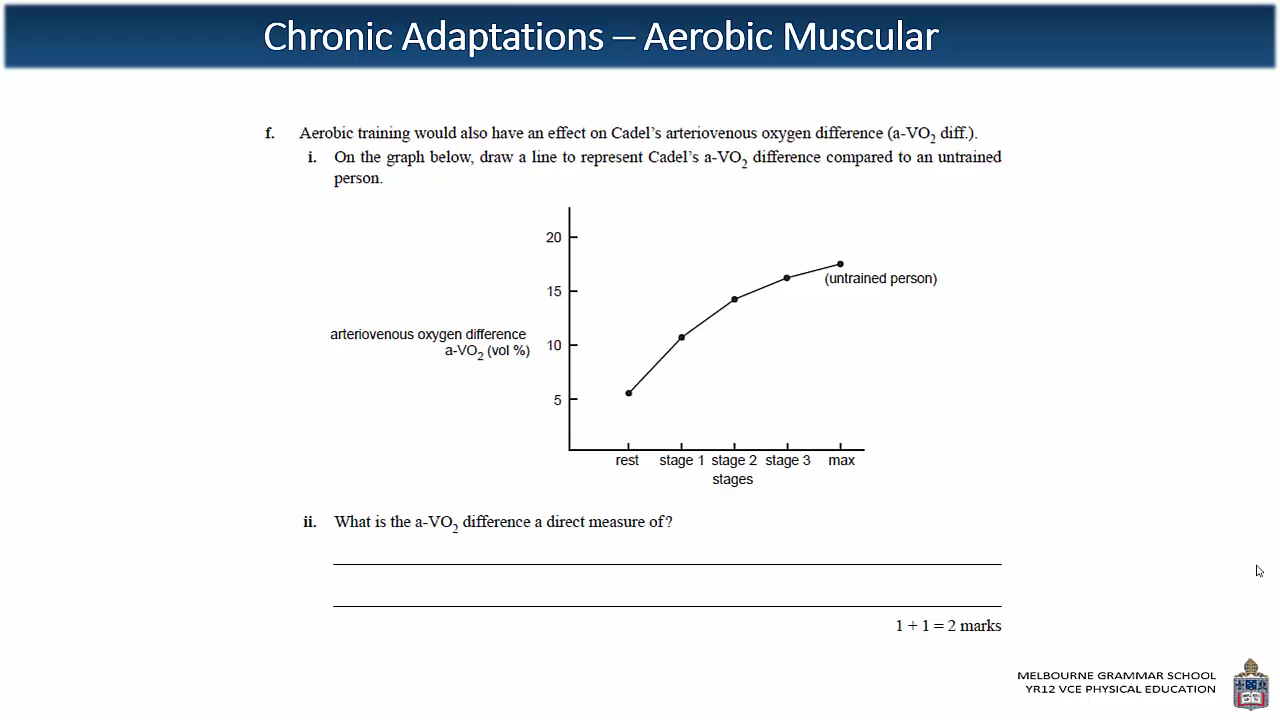 Chronic Adaptations – Aerobic Muscular
f. Aerobic training would also have an effect on Cadel's arteriovenous oxygen difference (a-VO₂ diff.).
i. On the graph below, draw a line to represent Cadel's a-VO₂ difference compared to an untrained
person.
20
(untrained person)
15
arteriovenous oxygen difference
a-VO₂ (vol %)
10
5
rest stage 1 stage 2 stage 3 max
stages
ii. What is the a-VO₂ difference a direct measure of?
1 + 1 = 2 marks
MELBOURNE GRAMMAR SCHOOL
YR12 VCE PHYSICAL EDUCATION